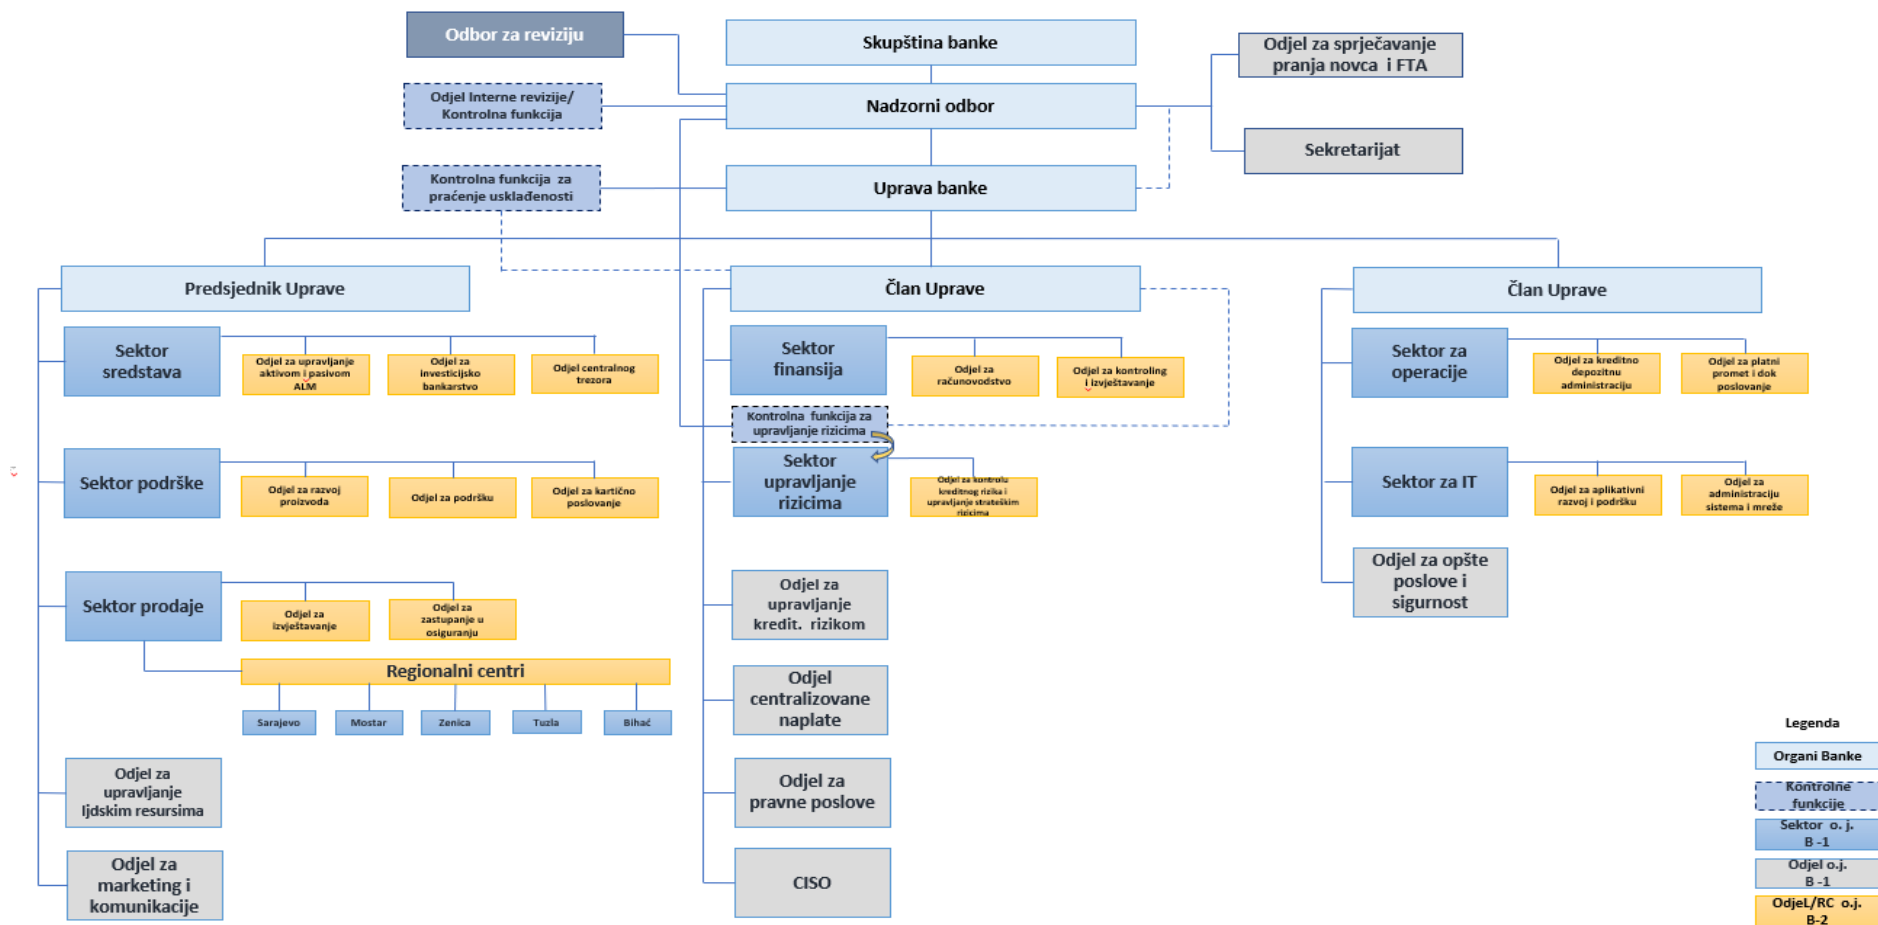 Odbor za reviziju
Skupština banke
Odjel za sprječavanje
pranja novca i FTA
Odjel Interne revizije/
Kontrolna funkcija
Nadzorni odbor
Sekretarijat
Kontrolna funkcija za
praćenje usklađenosti
Uprava banke
Predsjednik Uprave
Član Uprave
Član Uprave
Sektor
sredstava
Odjel za upravljanje
aktivom i pasivom
ALM
Odjel za
investicijsko
bankarstvo
Odjel centralnog
trezora
Sektor
finansija
Odjel za
računovodstvo
Odjel za kontroling
i izvještavanje
Sektor za
operacije
Odjel za kreditno
depozitnu
administraciju
Odjel za platni
promet i dok
poslovanje
Kontrolna funkcija za
upravljanje rizicima
Sektor podrške
Odjel za razvoj
proizvoda
Odjel za podršku
Odjel za kartično
poslovanje
Sektor
upravljanje
rizicima
Odjel za kontrolu
kreditnog rizika i
upravljanje strateškim
rizicima
Sektor za IT
Odjel za aplikativni
razvoj i podršku
Odjel za
administraciju
sistema i mreže
Sektor prodaje
Odjel za
izvještavanje
Odjel za
zastupanje u
osiguranju
Odjel za
upravljanje
kredit. rizikom
Odjel za opšte
poslove i
sigurnost
Regionalni centri
Sarajevo
Mostar
Zenica
Tuzla
Bihać
Odjel
centralizovane
naplate
Odjel za
upravljanje
ljdskim resursima
Odjel za
pravne poslove
Odjel za
marketing i
komunikacije
CISO
Legenda
Organi Banke
Kontrolne
funkcije
Sektor o. j.
B -1
Odjel o.j.
B -1
OdjeL/RC o.j.
B-2